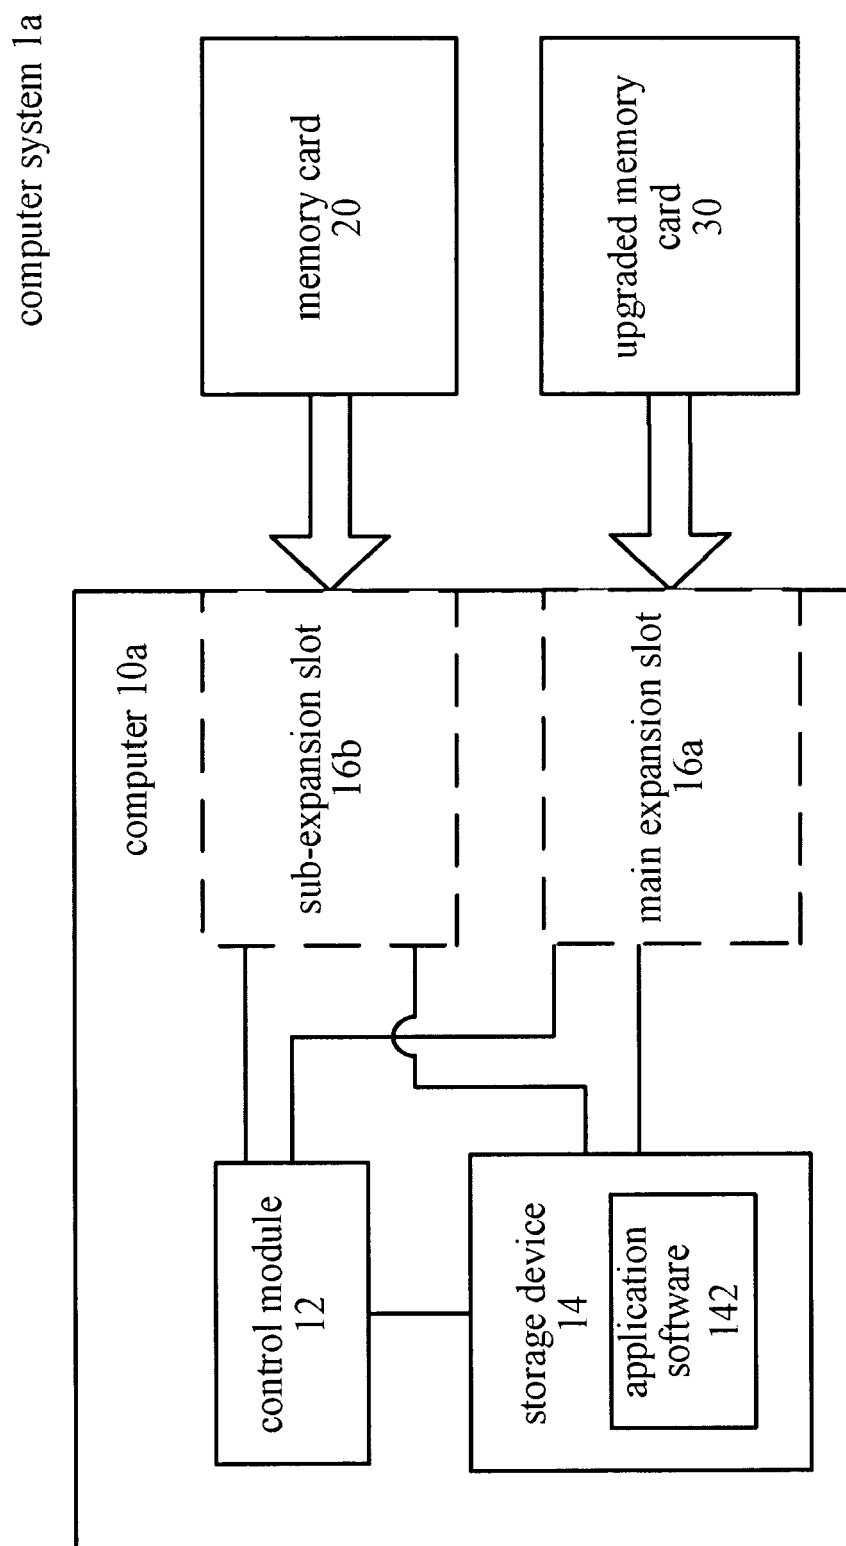 computer system 1a
computer 10a
control module
12
sub-expansion slot
16b
memory card
20
storage device
14
application
software
142
main expansion slot
16a
upgraded memory
card
30